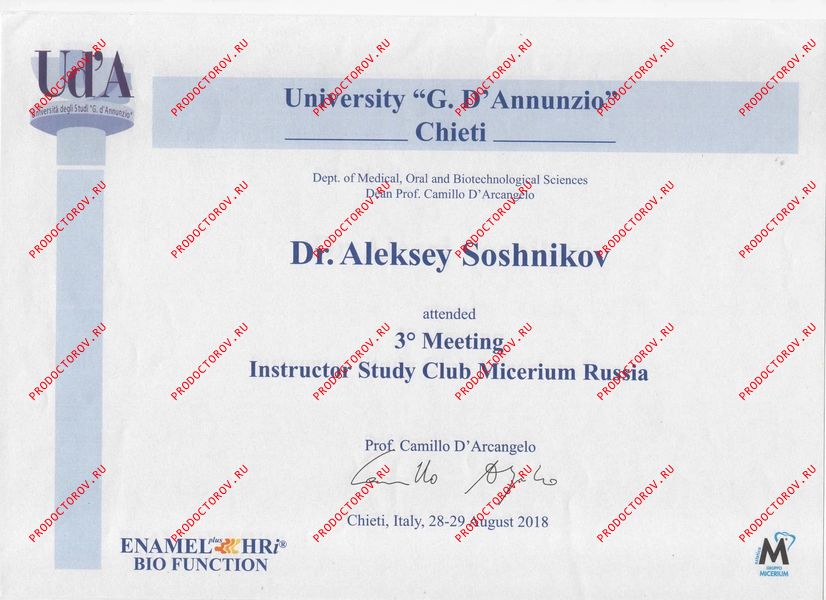 Ud'A
Università degli Studi "G. d'Annunzio"
University “G. D’Annunzio”
Chieti
Dept. of Medical, Oral and Biotechnological Sciences
Dean Prof. Camillo D’Arcangelo
Dr. Aleksey Soshnikov
attended
3° Meeting
Instructor Study Club Micerium Russia
Prof. Camillo D’Arcangelo
Chieti, Italy, 28-29 August 2018
ENAMEL plus HRi®
BIO FUNCTION
M
GRUPPO
MICERIUM
PRODOCTOROV.RU